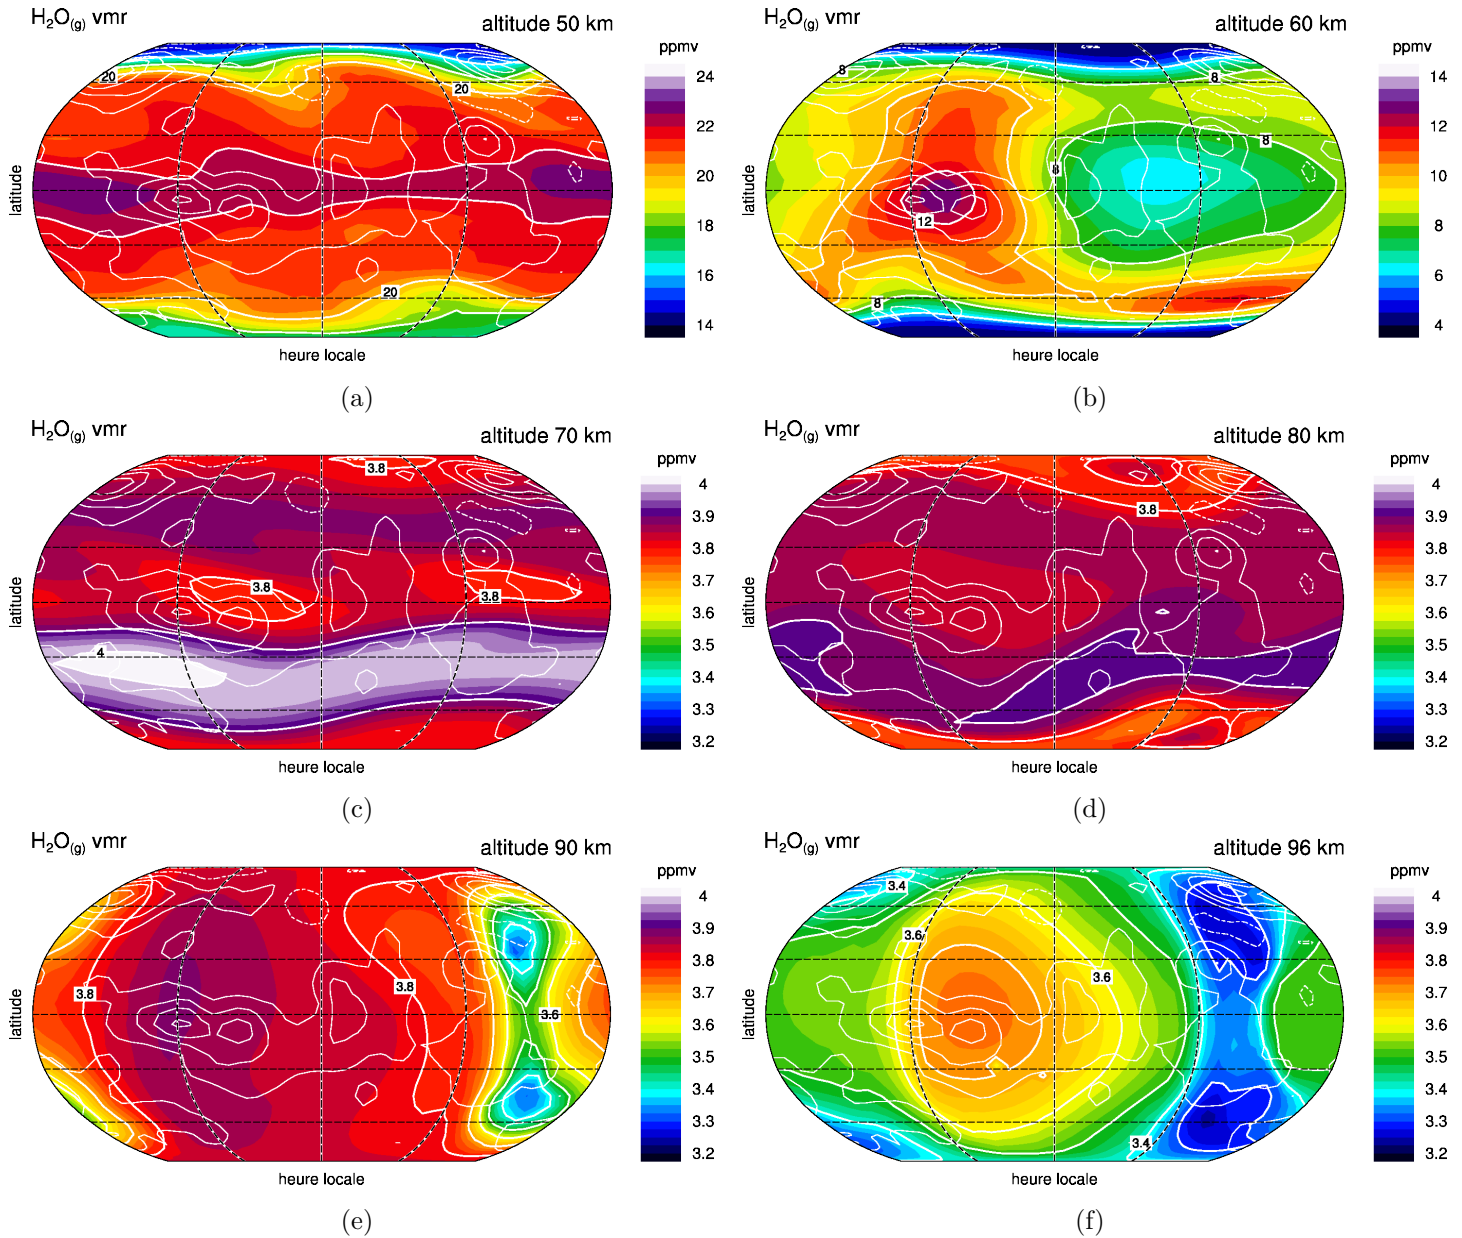 H₂O₍g₎ vmr altitude 50 km
ppmv
24
22
20
18
16
14
20
20
20
latitude
heure locale
(a)
H₂O₍g₎ vmr altitude 60 km
ppmv
14
12
10
8
6
4
8
8
8
8
12
8
latitude
heure locale
(b)
H₂O₍g₎ vmr altitude 70 km
ppmv
4
3.9
3.8
3.7
3.6
3.5
3.4
3.3
3.2
3.8
3.8
3.8
4
latitude
heure locale
(c)
H₂O₍g₎ vmr altitude 80 km
ppmv
4
3.9
3.8
3.7
3.6
3.5
3.4
3.3
3.2
3.8
latitude
heure locale
(d)
H₂O₍g₎ vmr altitude 90 km
ppmv
4
3.9
3.8
3.7
3.6
3.5
3.4
3.3
3.2
3.8
3.8
3.6
latitude
heure locale
(e)
H₂O₍g₎ vmr altitude 96 km
ppmv
4
3.9
3.8
3.7
3.6
3.5
3.4
3.3
3.2
3.4
3.6
3.6
3.4
latitude
heure locale
(f)